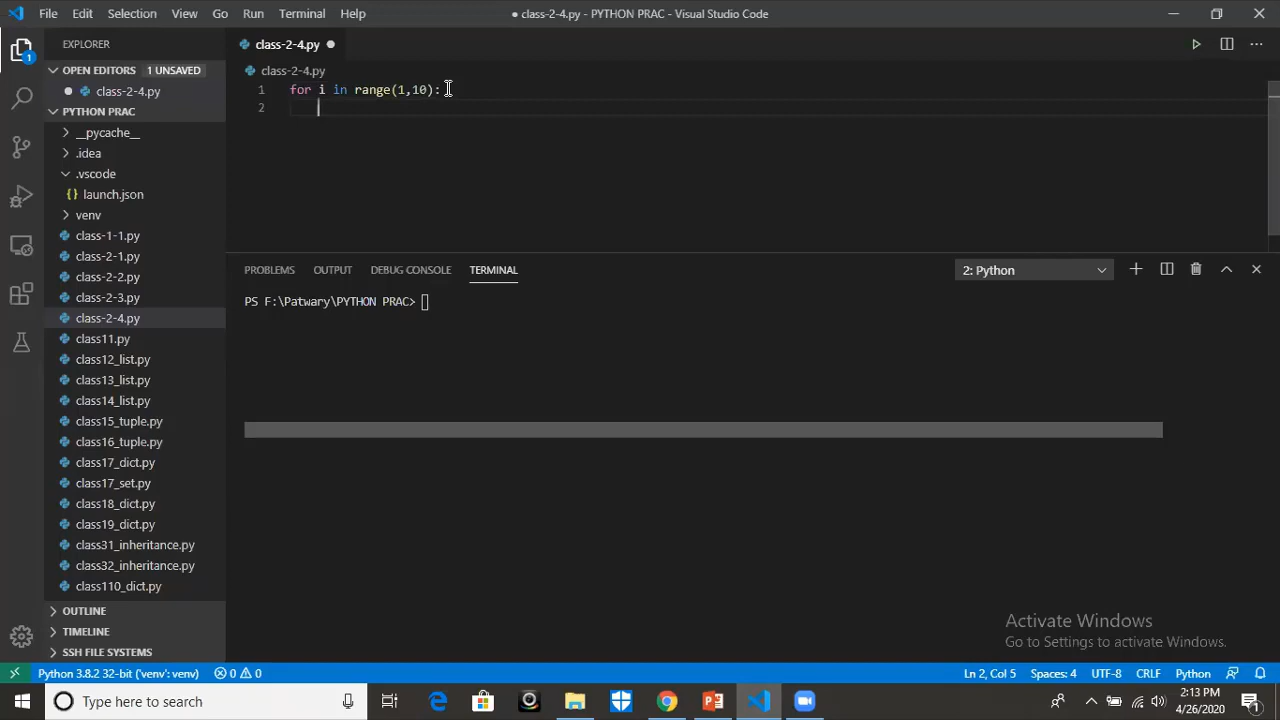 File Edit Selection View Go Run Terminal Help
● class-2-4.py - PYTHON PRAC - Visual Studio Code
1
EXPLORER
OPEN EDITORS 1 UNSAVED
class-2-4.py
PYTHON PRAC
__pycache__
.idea
.vscode
{} launch.json
venv
class-1-1.py
class-2-1.py
class-2-2.py
class-2-3.py
class-2-4.py
class11.py
class12_list.py
class13_list.py
class14_list.py
class15_tuple.py
class16_tuple.py
class17_dict.py
class17_set.py
class18_dict.py
class19_dict.py
class31_inheritance.py
class32_inheritance.py
class110_dict.py
OUTLINE
TIMELINE
SSH FILE SYSTEMS
class-2-4.py
class-2-4.py
1 for i in range(1,10):
2
PROBLEMS OUTPUT DEBUG CONSOLE TERMINAL
2: Python
PS F:\Patwary\PYTHON PRAC>
Activate Windows
Go to Settings to activate Windows.
Python 3.8.2 32-bit ('venv': venv) 0 0
Ln 2, Col 5 Spaces: 4 UTF-8 CRLF Python
Type here to search
2:13 PM
4/26/2020
1